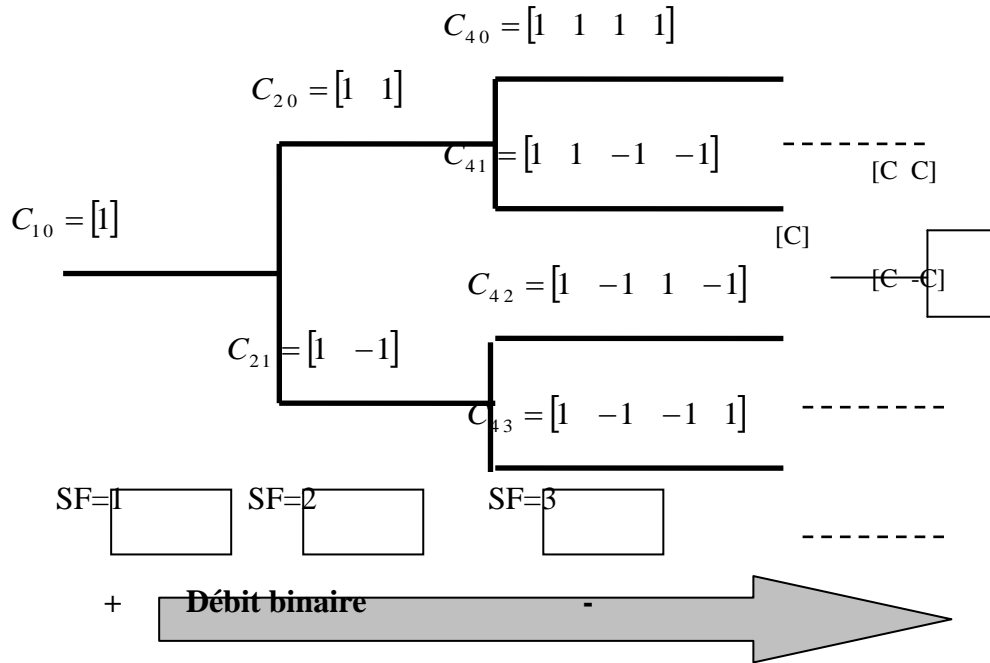 C₄₀ = [1 1 1 1]
C₂₀ = [1 1]
C₄₁ = [1 1 −1 −1]
[C C]
C₁₀ = [1]
[C]
C₄₂ = [1 −1 1 −1]
[C -C]
C₂₁ = [1 −1]
C₄₃ = [1 −1 −1 1]
SF=1 SF=2 SF=3
+ Débit binaire -